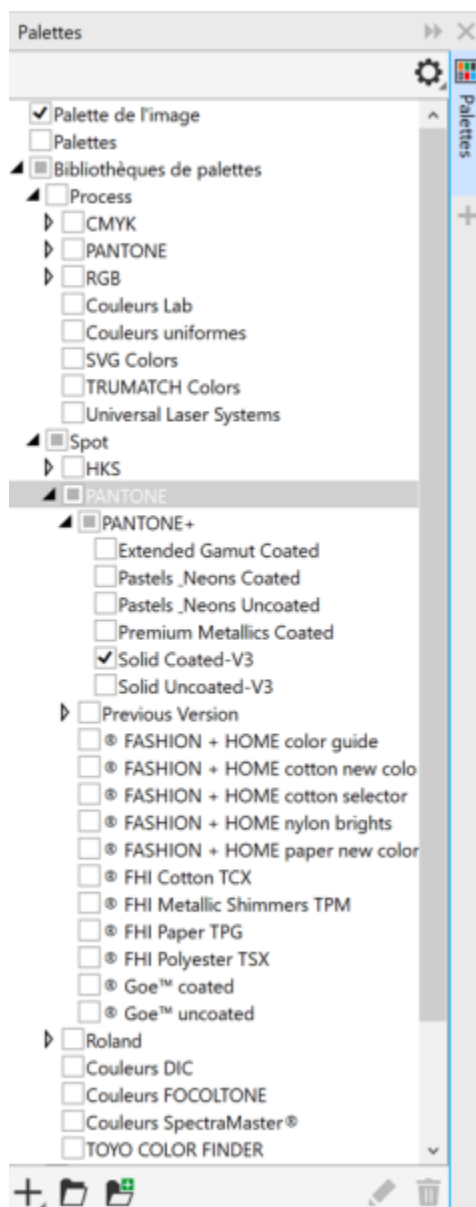 Palettes
Palettes
Palette de l'image
Palettes
Bibliothèques de palettes
Process
CMYK
PANTONE
RGB
Couleurs Lab
Couleurs uniformes
SVG Colors
TRUMATCH Colors
Universal Laser Systems
Spot
HKS
PANTONE
PANTONE+
Extended Gamut Coated
Pastels _Neons Coated
Pastels _Neons Uncoated
Premium Metallics Coated
Solid Coated-V3
Solid Uncoated-V3
Previous Version
® FASHION + HOME color guide
® FASHION + HOME cotton new colo
® FASHION + HOME cotton selector
® FASHION + HOME nylon brights
® FASHION + HOME paper new color
® FHI Cotton TCX
® FHI Metallic Shimmers TPM
® FHI Paper TPG
® FHI Polyester TSX
® Goe™ coated
® Goe™ uncoated
Roland
Couleurs DIC
Couleurs FOCOLTONE
Couleurs SpectraMaster®
TOYO COLOR FINDER